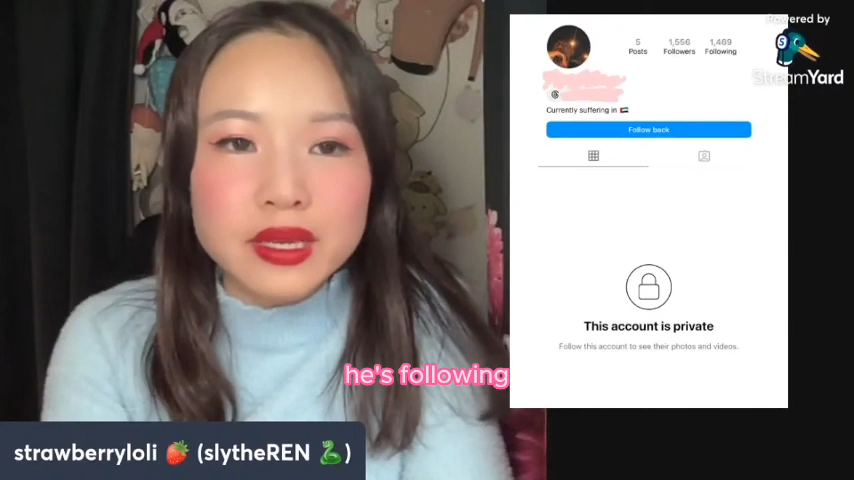 Powered by
StreamYard
5 1,556 1,469
Posts Followers Following
Currently suffering in
Follow back
This account is private
Follow this account to see their photos and videos.
he's following
strawberryloli 🍓 (slytheREN 🐍)